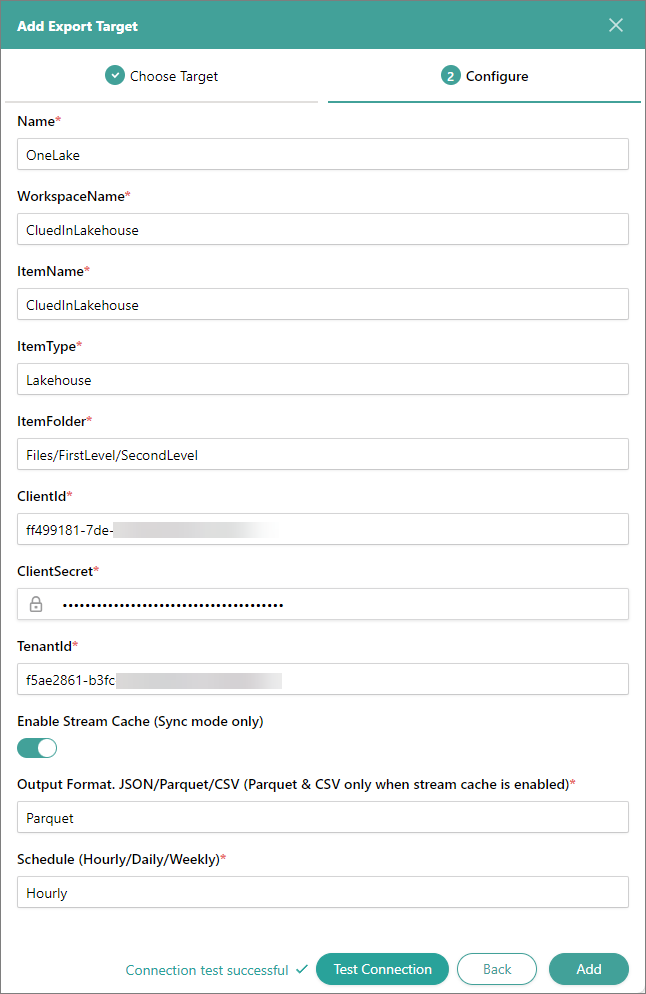 Add Export Target
Choose Target
2 Configure
Name*
OneLake
WorkspaceName*
CluedInLakehouse
ItemName*
CluedInLakehouse
ItemType*
Lakehouse
ItemFolder*
Files/FirstLevel/SecondLevel
ClientId*
ff499181-7de-
ClientSecret*
••••••••••••••••••••••••••••••••••••••••
TenantId*
f5ae2861-b3fc
Enable Stream Cache (Sync mode only)
Output Format. JSON/Parquet/CSV (Parquet & CSV only when stream cache is enabled)*
Parquet
Schedule (Hourly/Daily/Weekly)*
Hourly
Connection test successful Test Connection Back Add